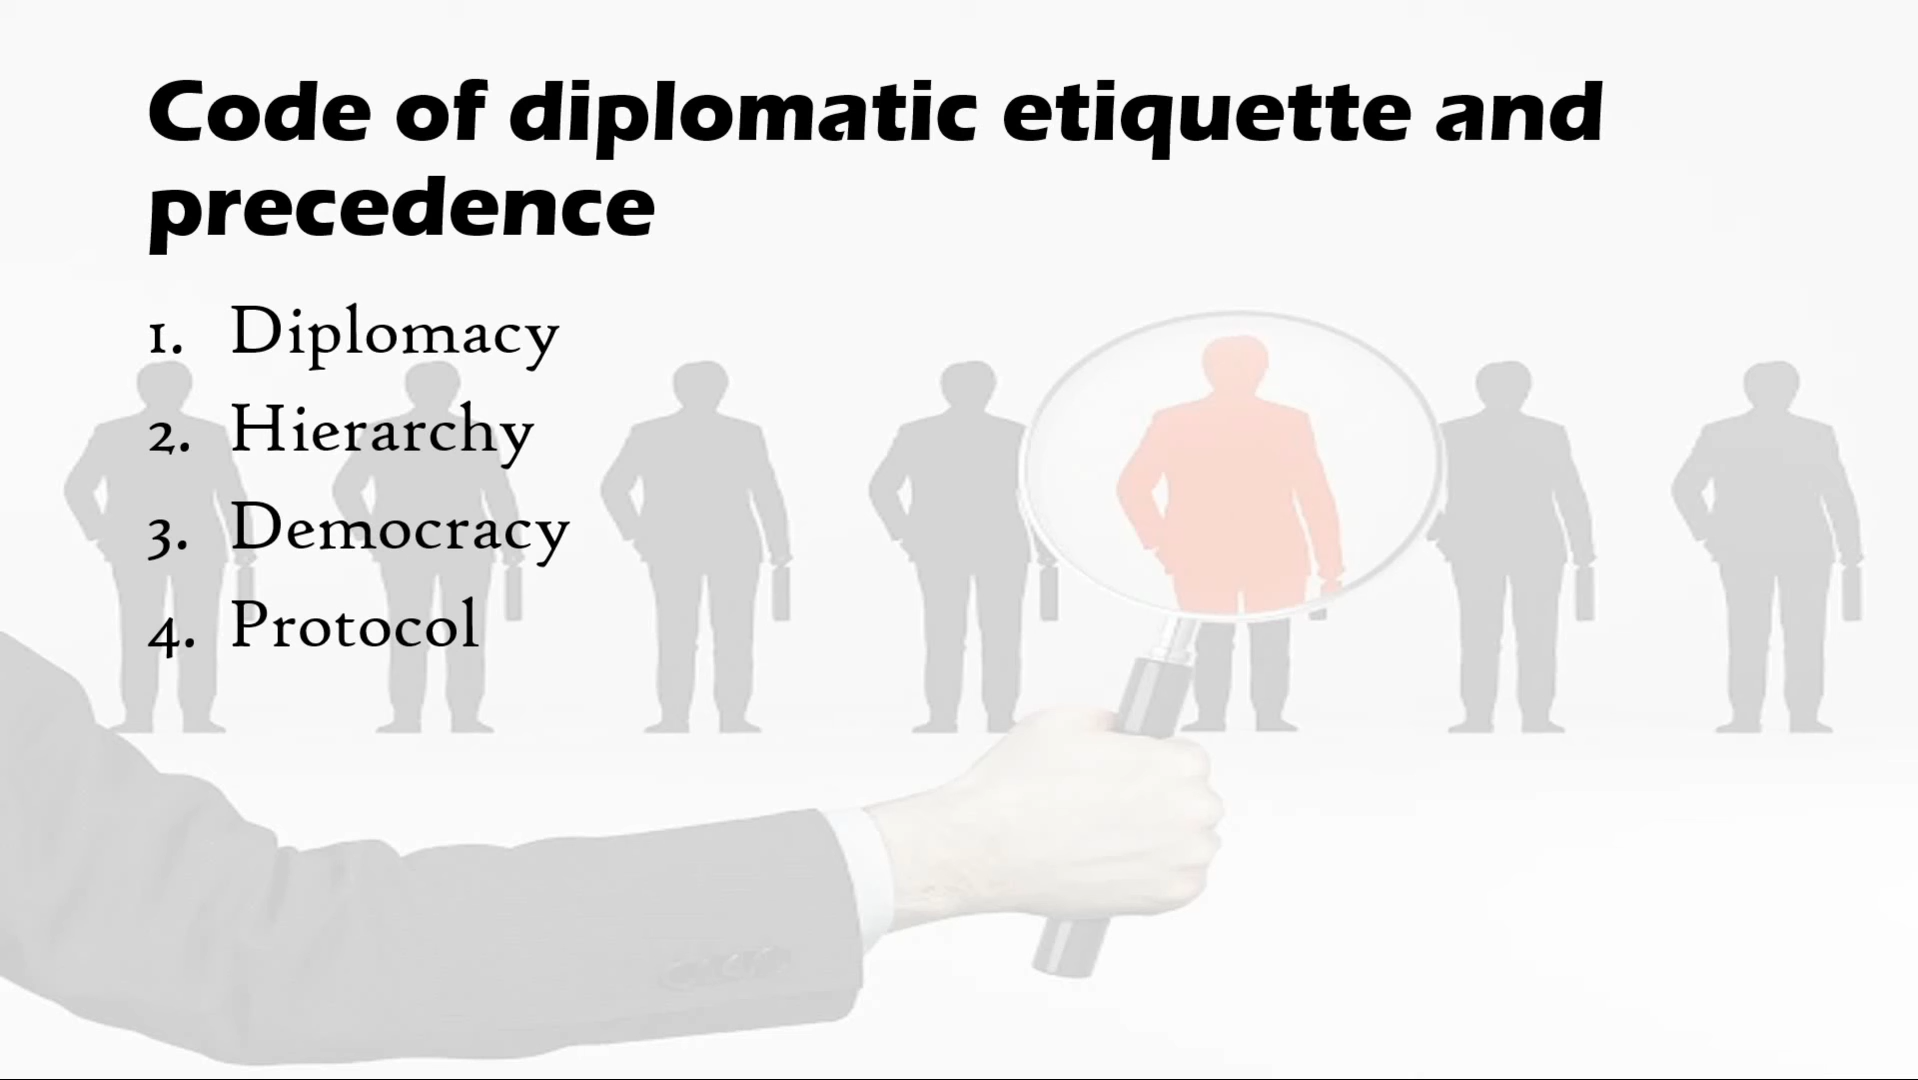 Code of diplomatic etiquette and
precedence
1. Diplomacy
2. Hierarchy
3. Democracy
4. Protocol